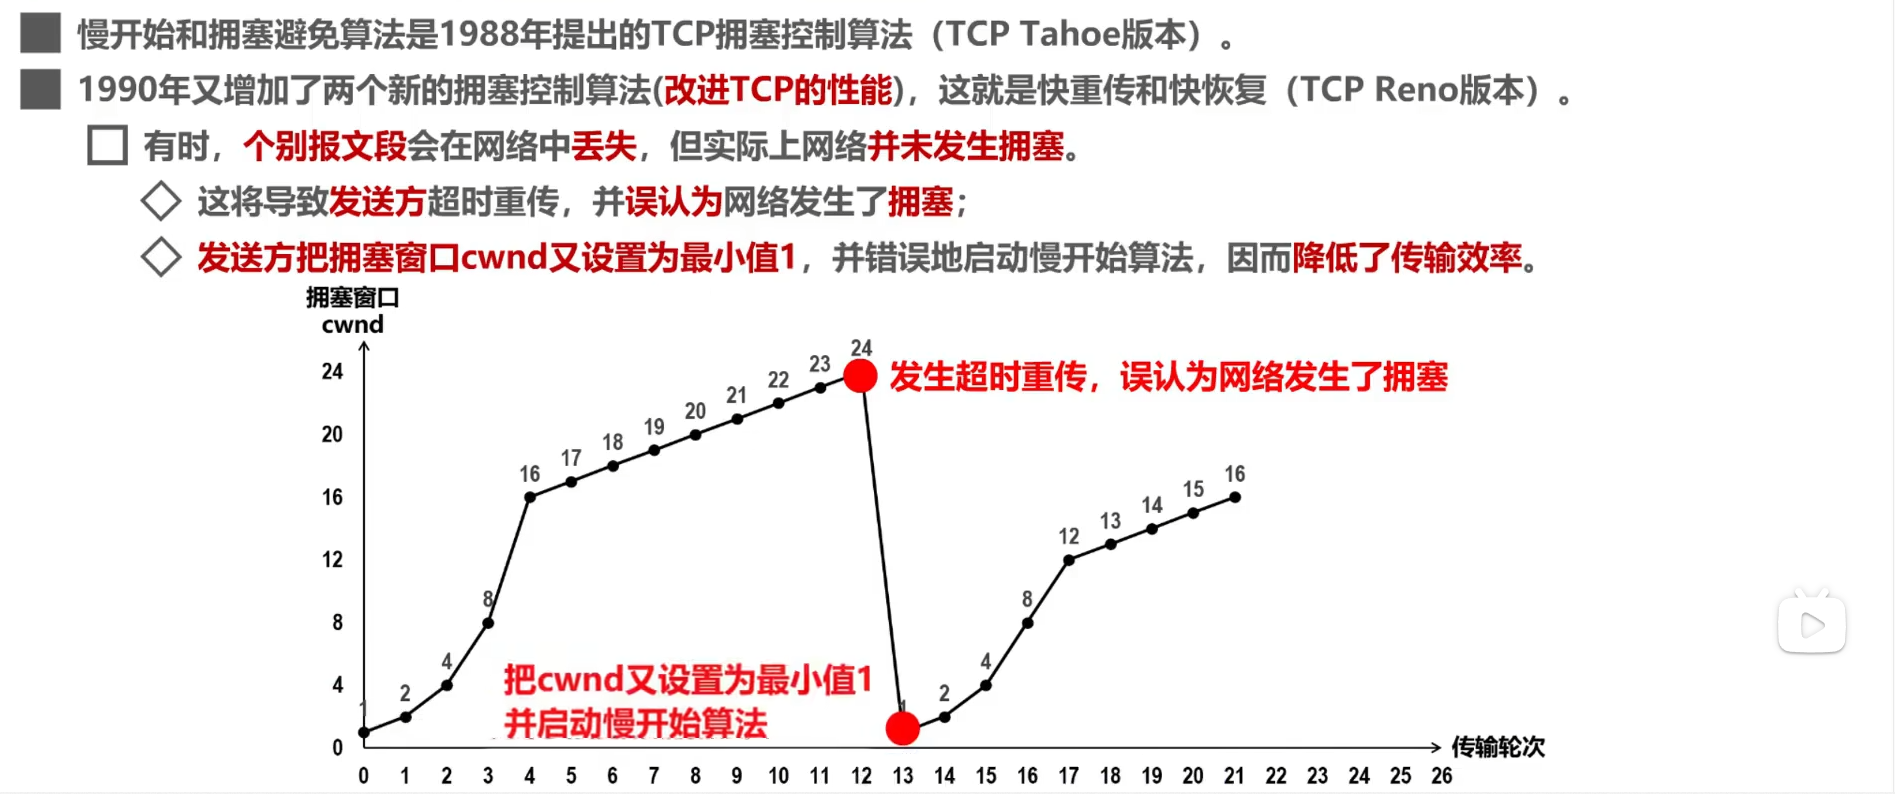 慢开始和拥塞避免算法是1988年提出的TCP拥塞控制算法（TCP Tahoe版本）。
1990年又增加了两个新的拥塞控制算法(改进TCP的性能)，这就是快重传和快恢复（TCP Reno版本）。
有时，个别报文段会在网络中丢失，但实际上网络并未发生拥塞。
这将导致发送方超时重传，并误认为网络发生了拥塞；
发送方把拥塞窗口cwnd又设置为最小值1，并错误地启动慢开始算法，因而降低了传输效率。
拥塞窗口
cwnd
24
20
16
12
8
4
0
1
2
4
8
16
17
18
19
20
21
22
23
24
发生超时重传，误认为网络发生了拥塞
把cwnd又设置为最小值1
并启动慢开始算法
1
2
4
8
12
13
14
15
16
传输轮次
0 1 2 3 4 5 6 7 8 9 10 11 12 13 14 15 16 17 18 19 20 21 22 23 24 25 26